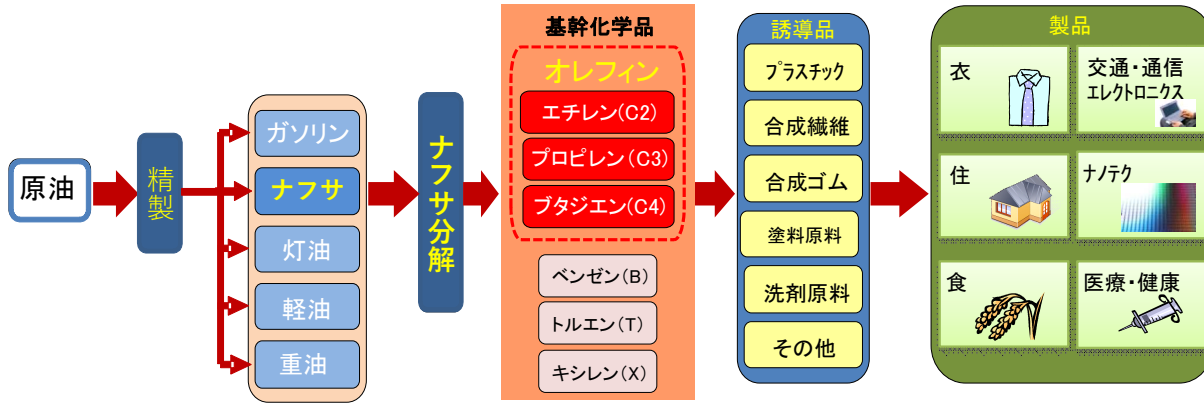 原油
精製
ガソリン
ナフサ
灯油
軽油
重油
ナフサ分解
基幹化学品
オレフィン
エチレン(C2)
プロピレン(C3)
ブタジエン(C4)
ベンゼン(B)
トルエン(T)
キシレン(X)
誘導品
プラスチック
合成繊維
合成ゴム
塗料原料
洗剤原料
その他
製品
衣
交通・通信
エレクトロニクス
住
ナノテク
食
医療・健康